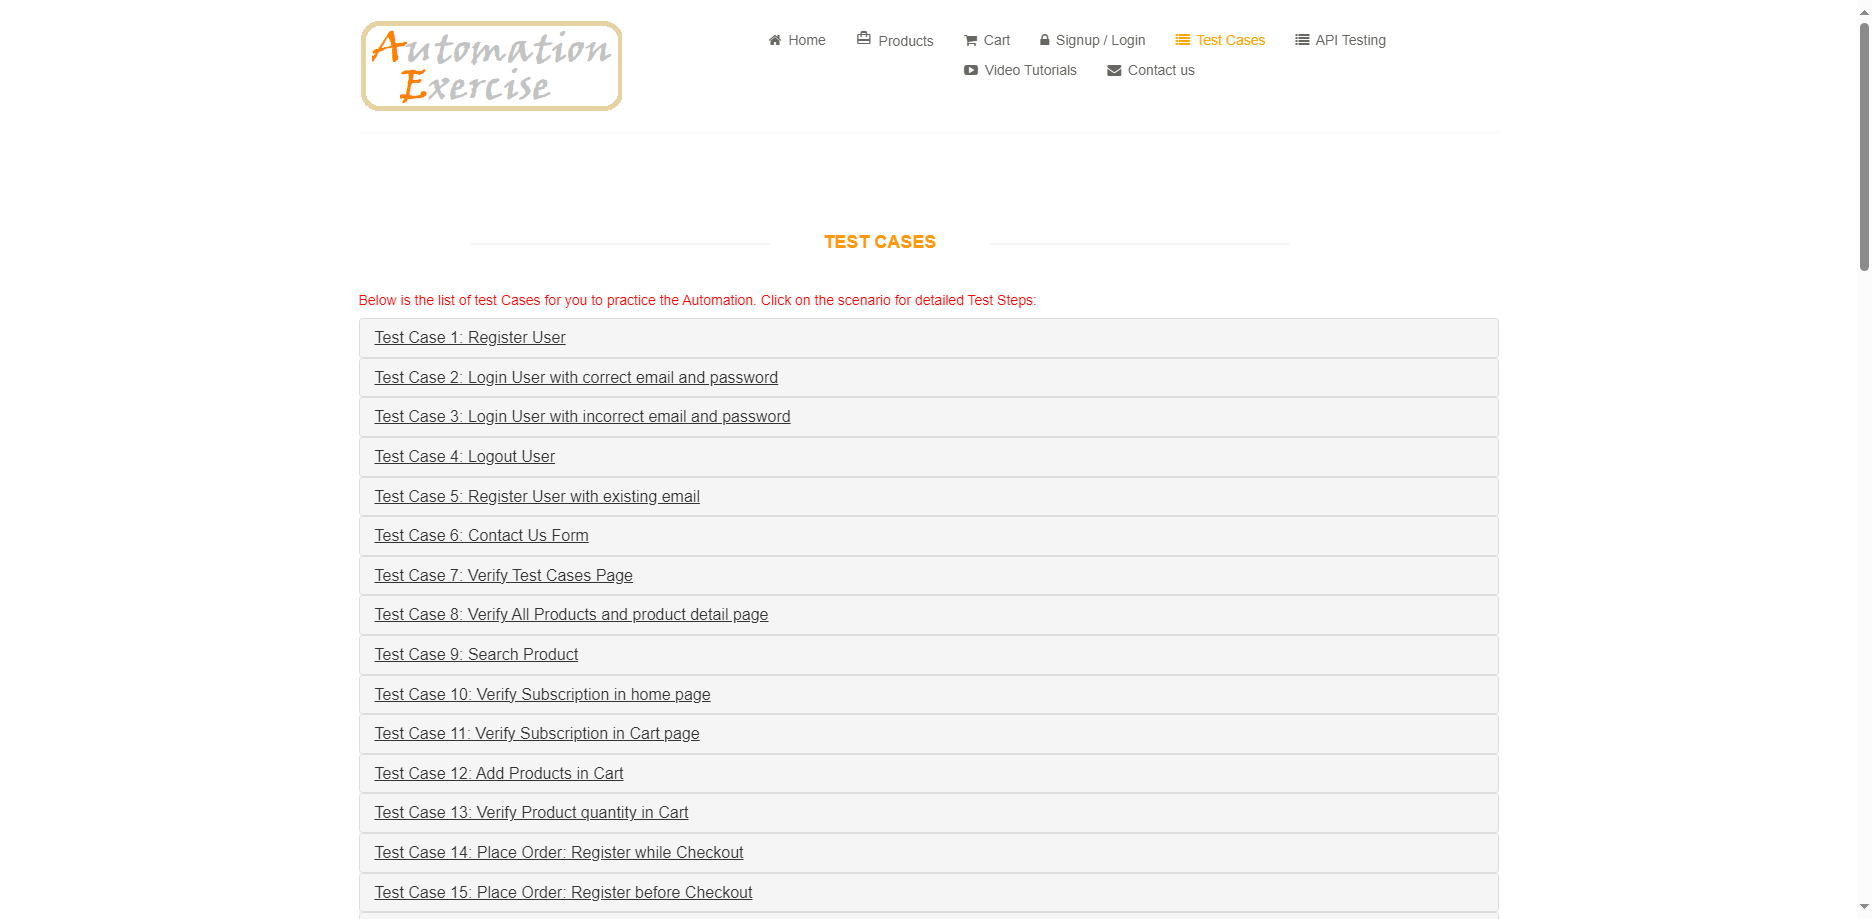 Automation
Exercise
Home Products Cart Signup / Login Test Cases API Testing
Video Tutorials Contact us
TEST CASES
Below is the list of test Cases for you to practice the Automation. Click on the scenario for detailed Test Steps:
Test Case 1: Register User
Test Case 2: Login User with correct email and password
Test Case 3: Login User with incorrect email and password
Test Case 4: Logout User
Test Case 5: Register User with existing email
Test Case 6: Contact Us Form
Test Case 7: Verify Test Cases Page
Test Case 8: Verify All Products and product detail page
Test Case 9: Search Product
Test Case 10: Verify Subscription in home page
Test Case 11: Verify Subscription in Cart page
Test Case 12: Add Products in Cart
Test Case 13: Verify Product quantity in Cart
Test Case 14: Place Order: Register while Checkout
Test Case 15: Place Order: Register before Checkout